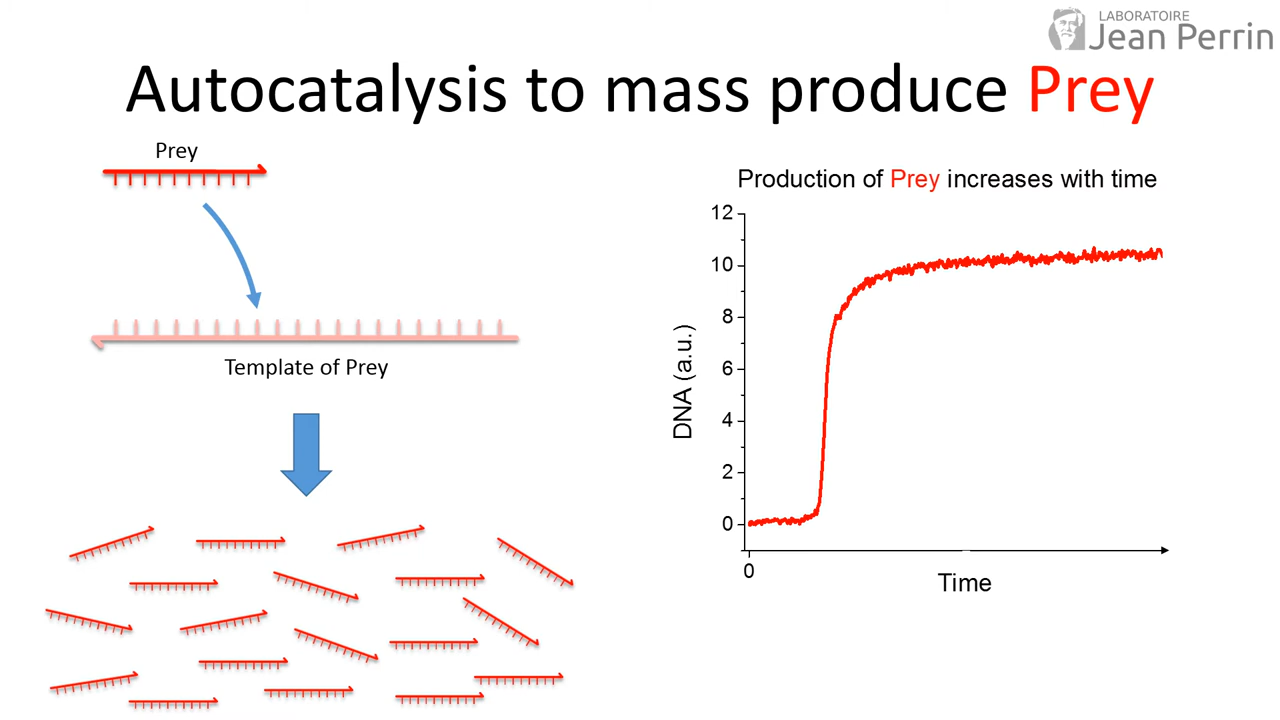 LABORATOIRE
Jean Perrin
Autocatalysis to mass produce Prey
Prey
Template of Prey
Production of Prey increases with time
12
10
8
6
4
2
0
DNA (a.u.)
0
Time